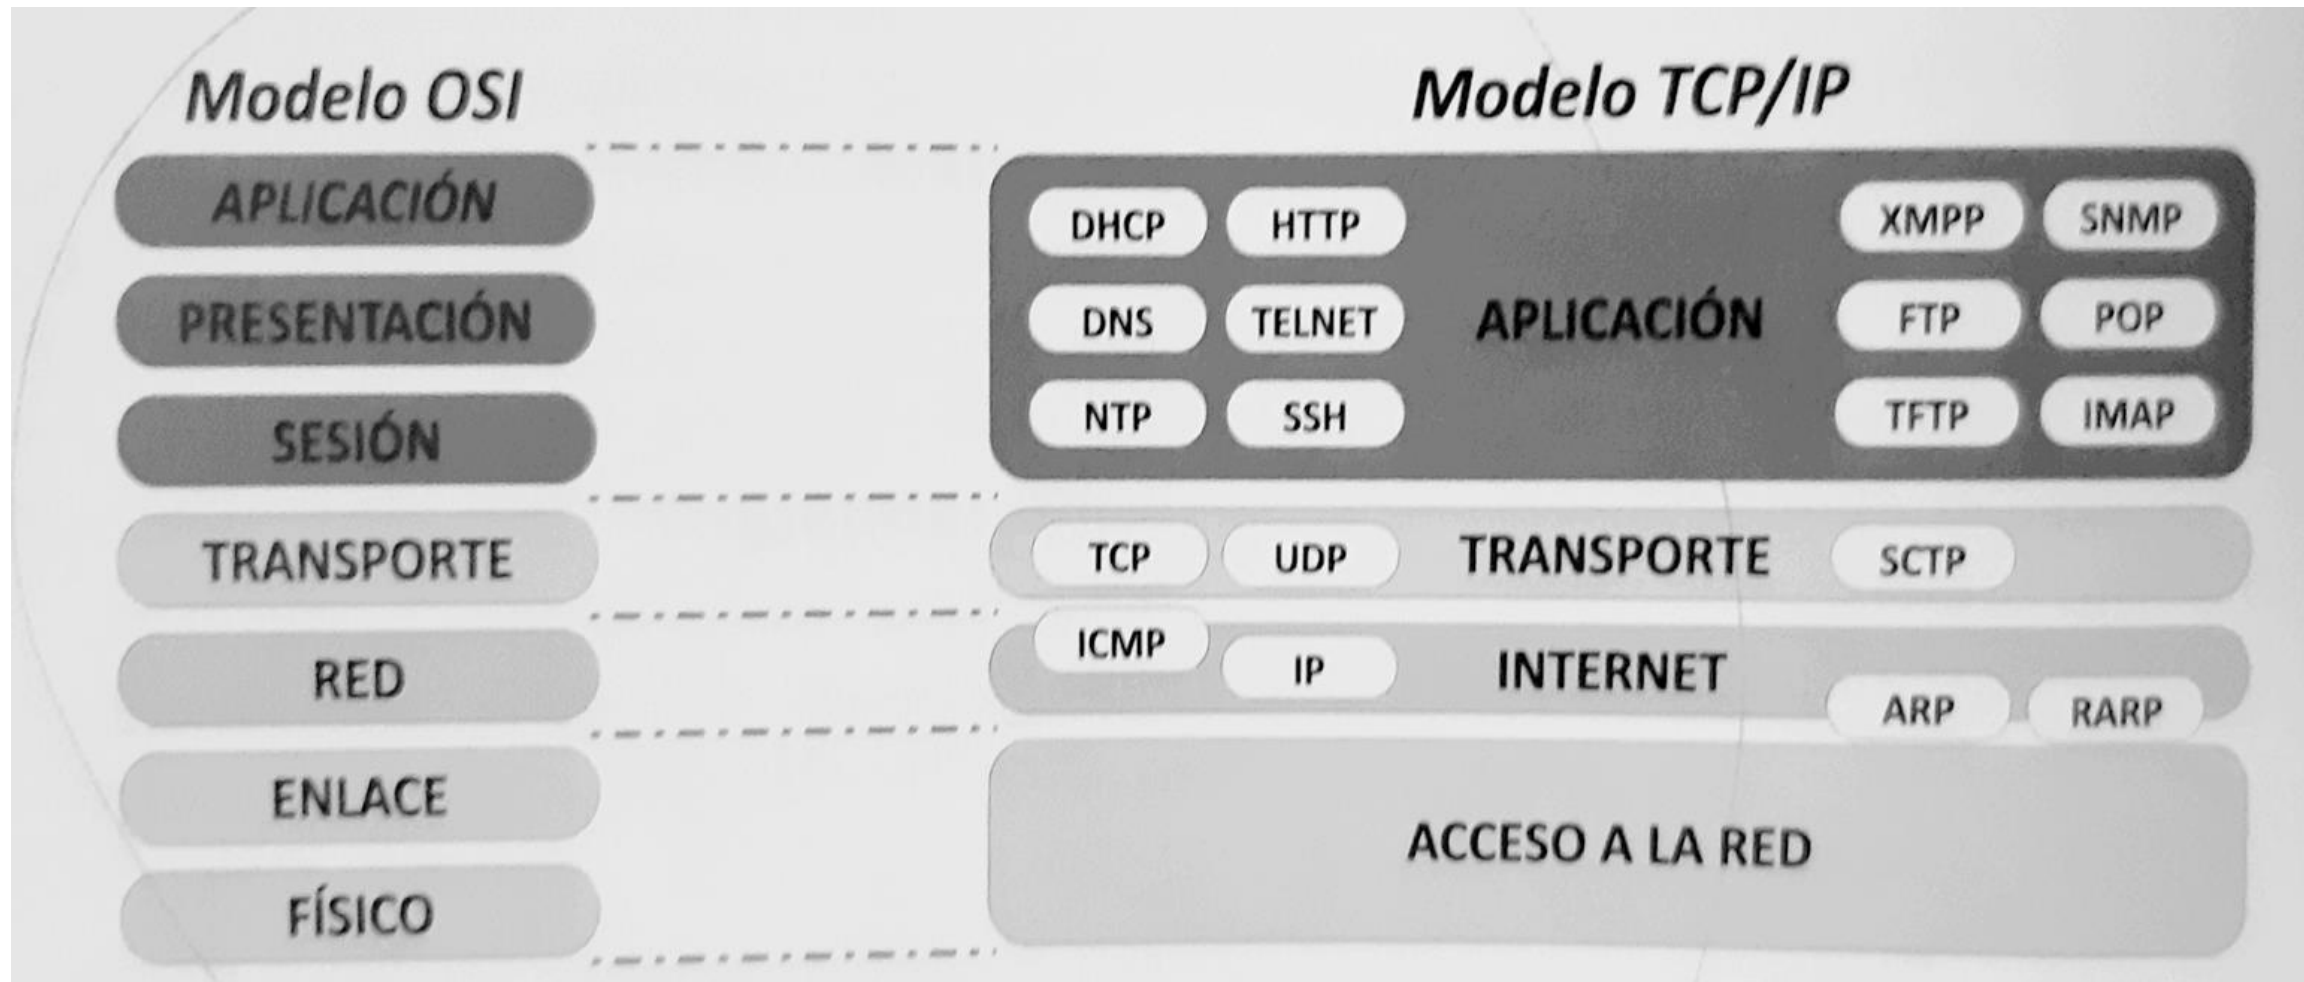 Modelo OSI
APLICACIÓN
PRESENTACIÓN
SESIÓN
TRANSPORTE
RED
ENLACE
FÍSICO
Modelo TCP/IP
DHCP HTTP XMPP SNMP
DNS TELNET APLICACIÓN FTP POP
NTP SSH TFTP IMAP
TCP UDP TRANSPORTE SCTP
ICMP IP INTERNET ARP RARP
ACCESO A LA RED